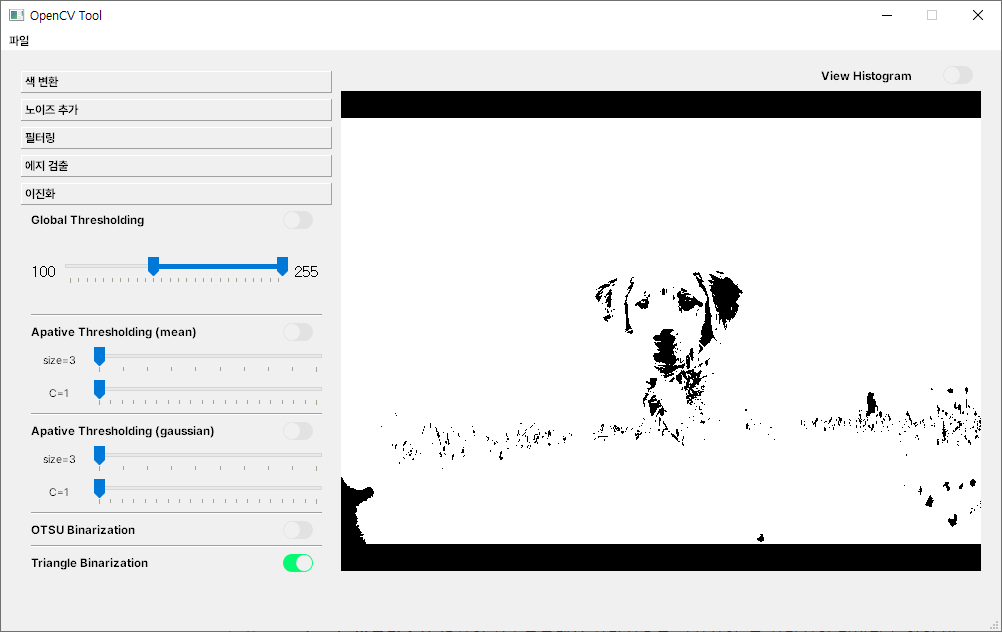 OpenCV Tool
파일
View Histogram
색 변환
노이즈 추가
필터링
에지 검출
이진화
Global Thresholding
100 255
Apative Thresholding (mean)
size=3
C=1
Apative Thresholding (gaussian)
size=3
C=1
OTSU Binarization
Triangle Binarization